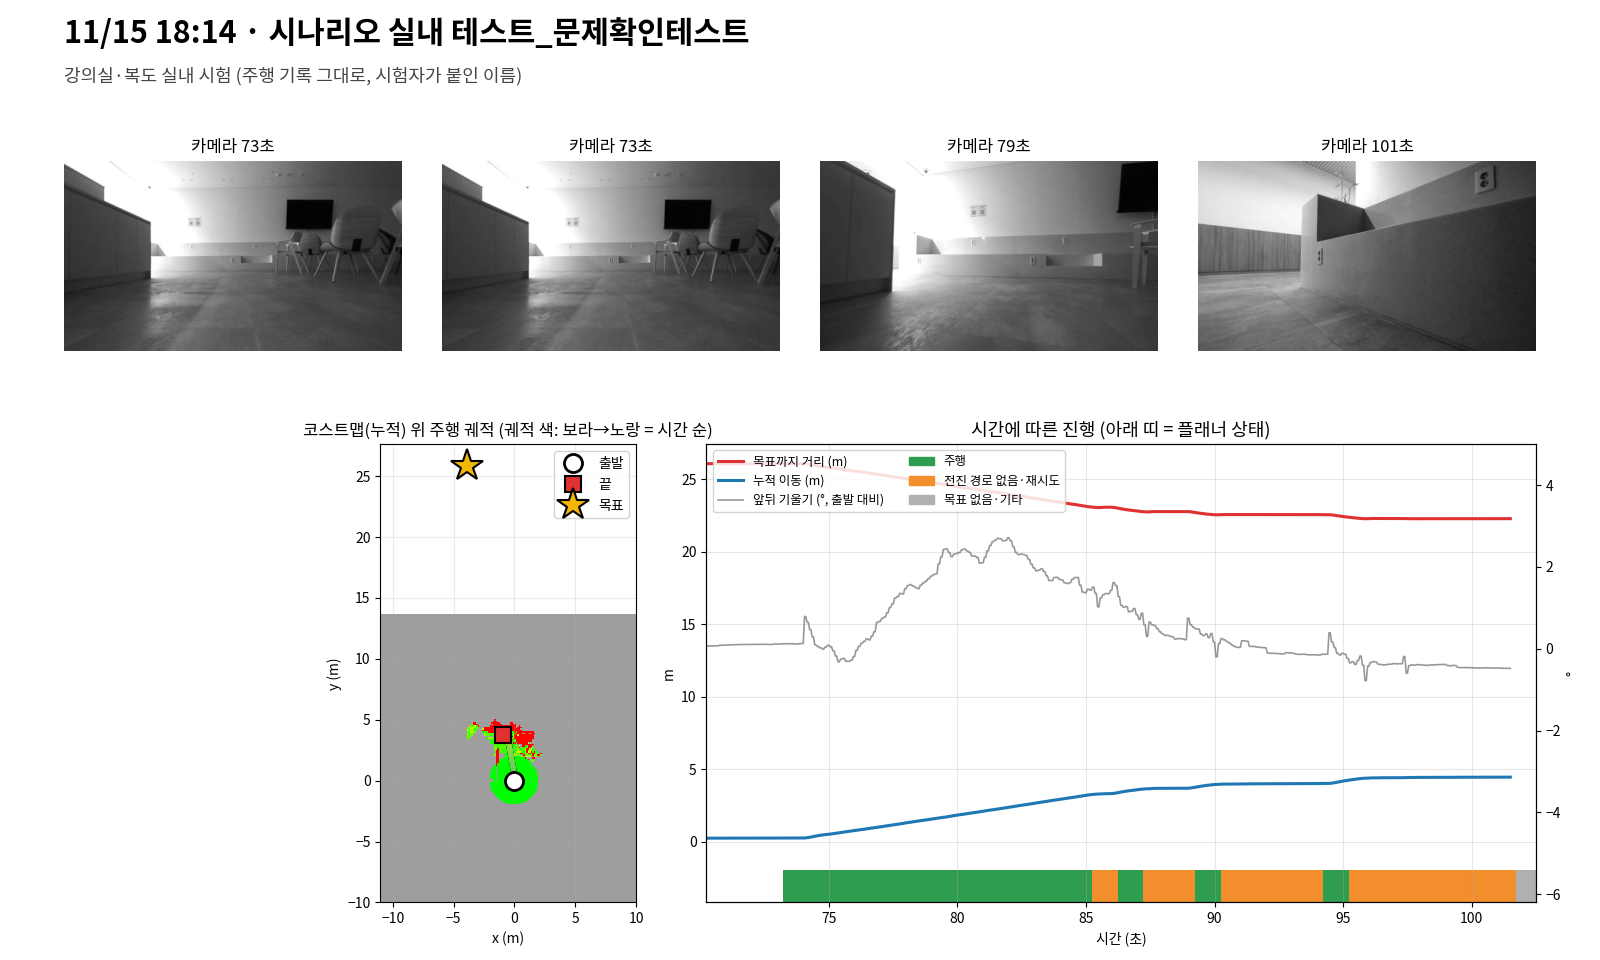 11/15 18:14 · 시나리오 실내 테스트_문제확인테스트
강의실·복도 실내 시험 (주행 기록 그대로, 시험자가 붙인 이름)
카메라 73초
카메라 73초
카메라 79초
카메라 101초
코스트맵(누적) 위 주행 궤적 (궤적 색: 보라→노랑 = 시간 순)
출발
끝
목표
25
20
15
10
5
0
−5
−10
y (m)
−10
−5
0
5
10
x (m)
시간에 따른 진행 (아래 띠 = 플래너 상태)
목표까지 거리 (m)
누적 이동 (m)
앞뒤 기울기 (°, 출발 대비)
주행
전진 경로 없음·재시도
목표 없음·기타
25
20
15
10
5
0
m
4
2
0
−2
−4
−6
°
75
80
85
90
95
100
시간 (초)